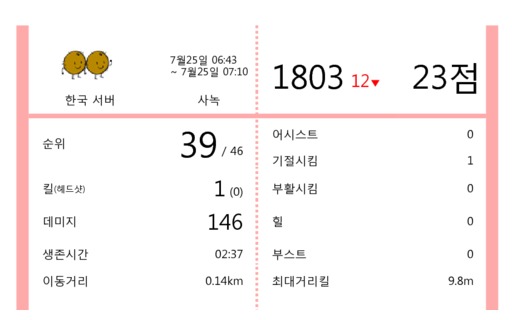 7월25일 06:43
~ 7월25일 07:10
한국 서버 사녹
1803 12▼ 23점
순위 39 / 46
킬(헤드샷) 1 (0)
데미지 146
생존시간 02:37
이동거리 0.14km
어시스트 0
기절시킴 1
부활시킴 0
힐 0
부스트 0
최대거리킬 9.8m